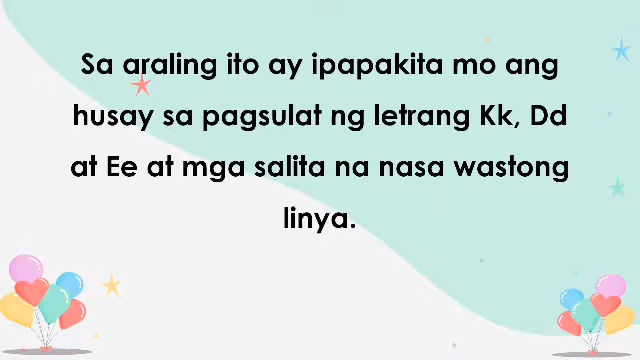 Sa araling ito ay ipapakita mo ang
husay sa pagsulat ng letrang Kk, Dd
at Ee at mga salita na nasa wastong
linya.